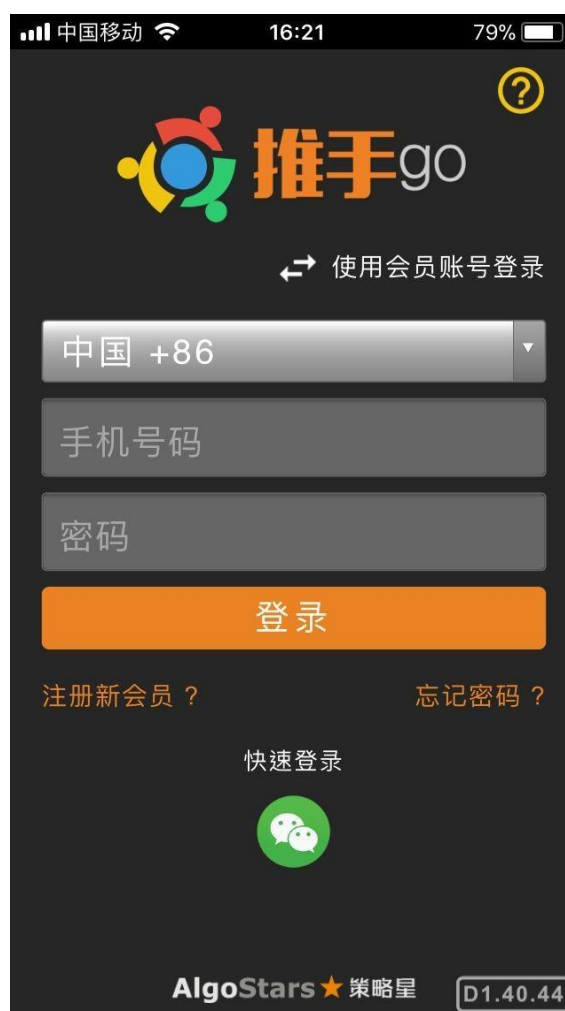 中国移动 16:21 79%
?
推手go
使用会员账号登录
中国 +86
手机号码
密码
登录
注册新会员 ? 忘记密码 ?
快速登录
AlgoStars★策略星 D1.40.44